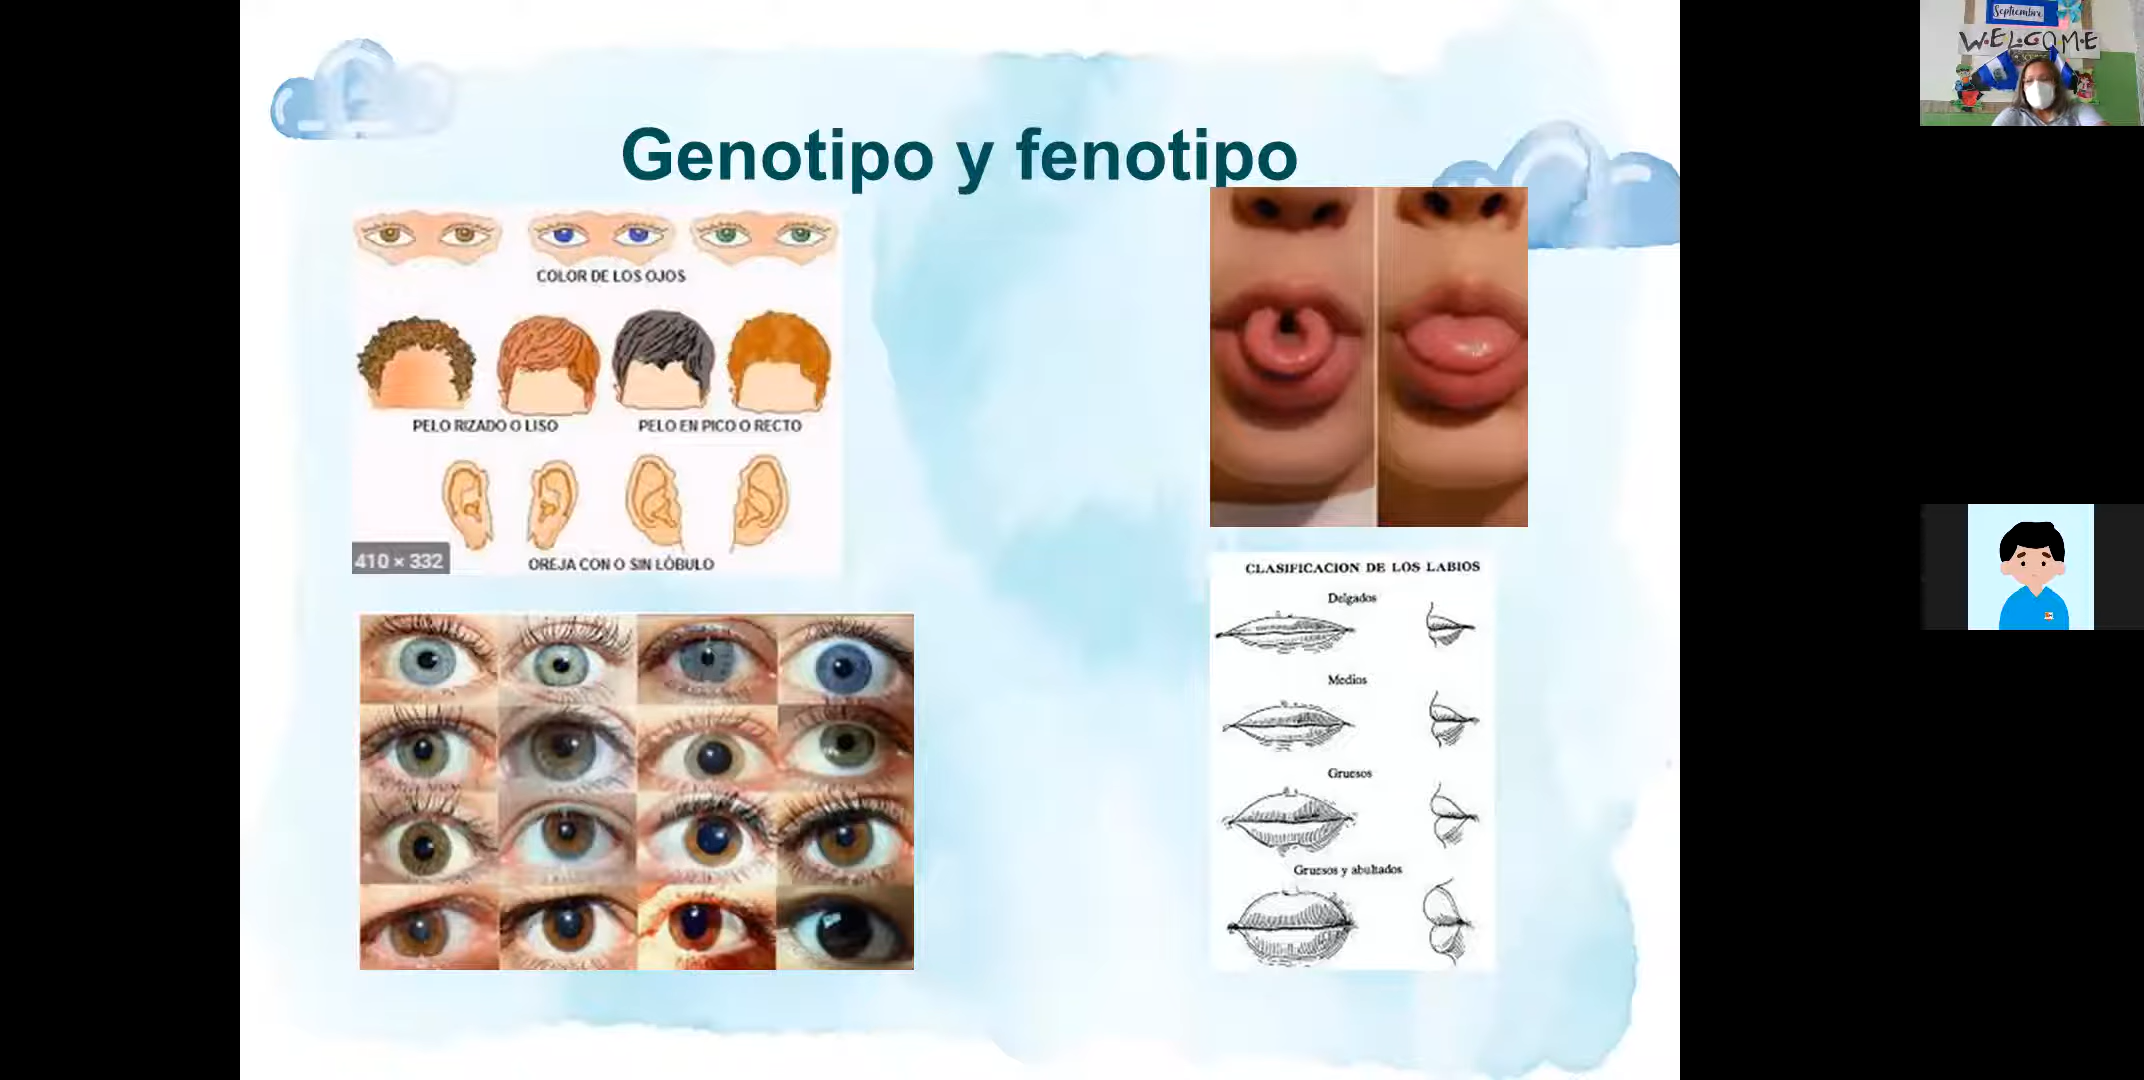 Genotipo y fenotipo
COLOR DE LOS OJOS
PELO RIZADO O LISO
PELO EN PICO O RECTO
410 × 332
OREJA CON O SIN LÓBULO
CLASIFICACION DE LOS LABIOS
Delgados
Medios
Gruesos
Gruesos y abultados
Septiembre
WELCOME